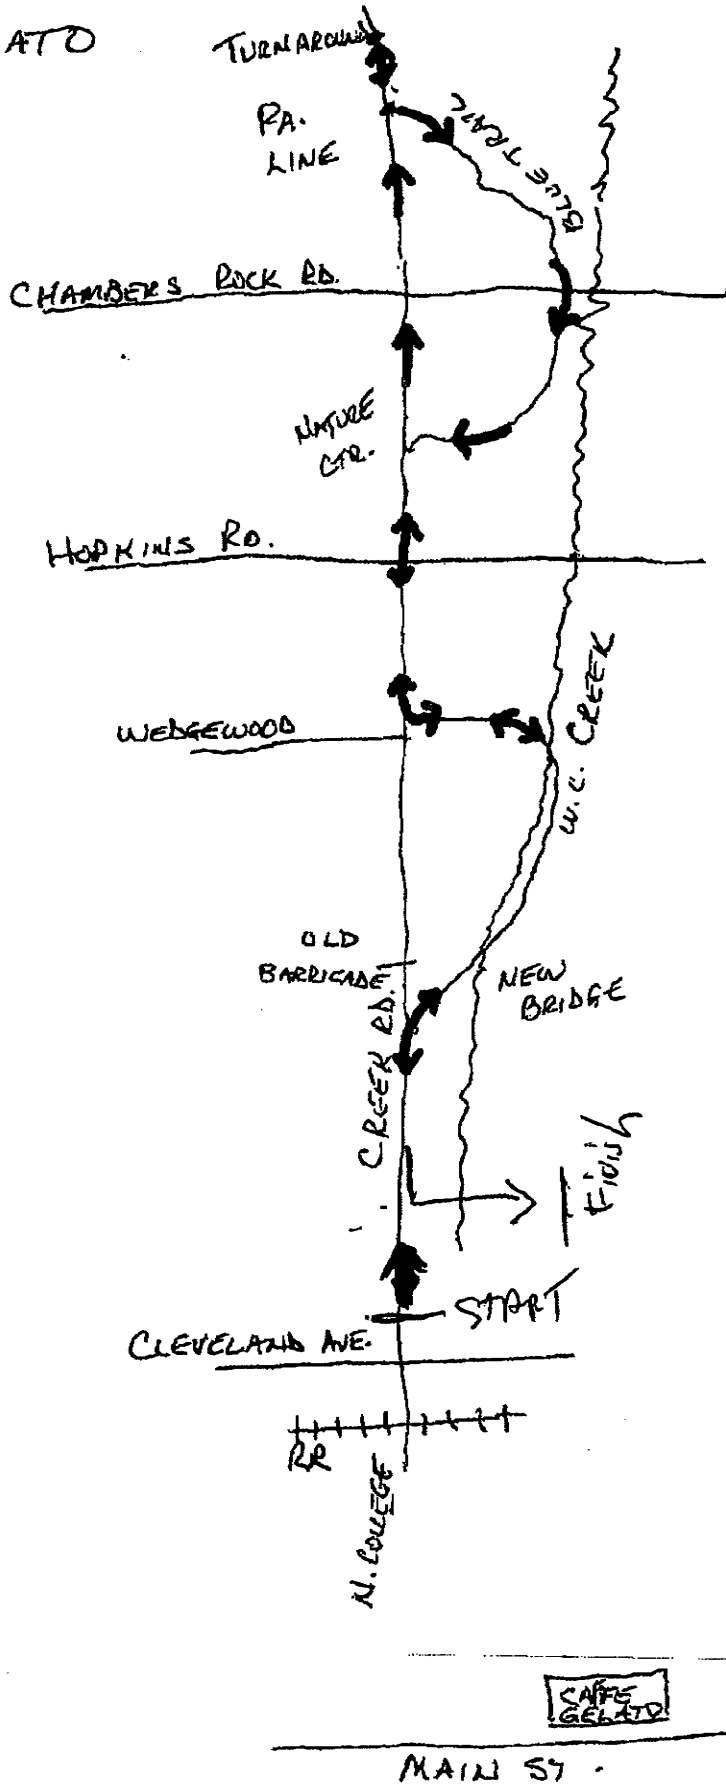 ATO
TURNAROUND
PA.
LINE
BLUE TRAIL
CHAMBERS ROCK RD.
NATURE
CTR.
HOPKINS RD.
WEDGEWOOD
W.C. CREEK
OLD
BARRICADE
NEW
BRIDGE
CREEK RD.
Finish
START
CLEVELAND AVE.
RR
N. COLLEGE
CAFFE
GELATO
MAIN ST.